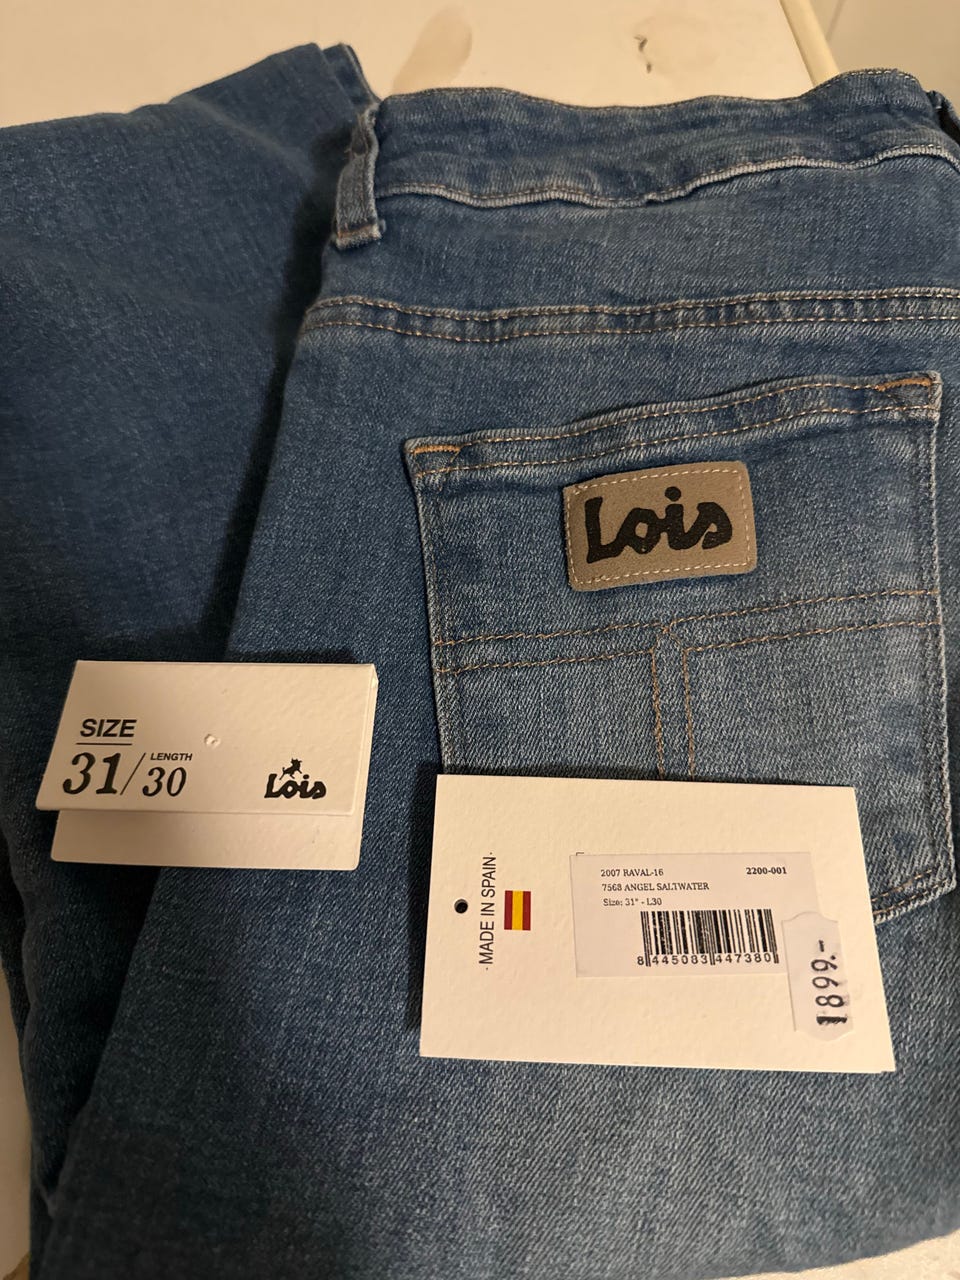 Lois
SIZE
31/
LENGTH
30
Lois
· MADE IN SPAIN ·
2007 RAVAL-16
2200-001
7568 ANGEL SALTWATER
Size: 31" - L30
8 445083 447380
1899.-